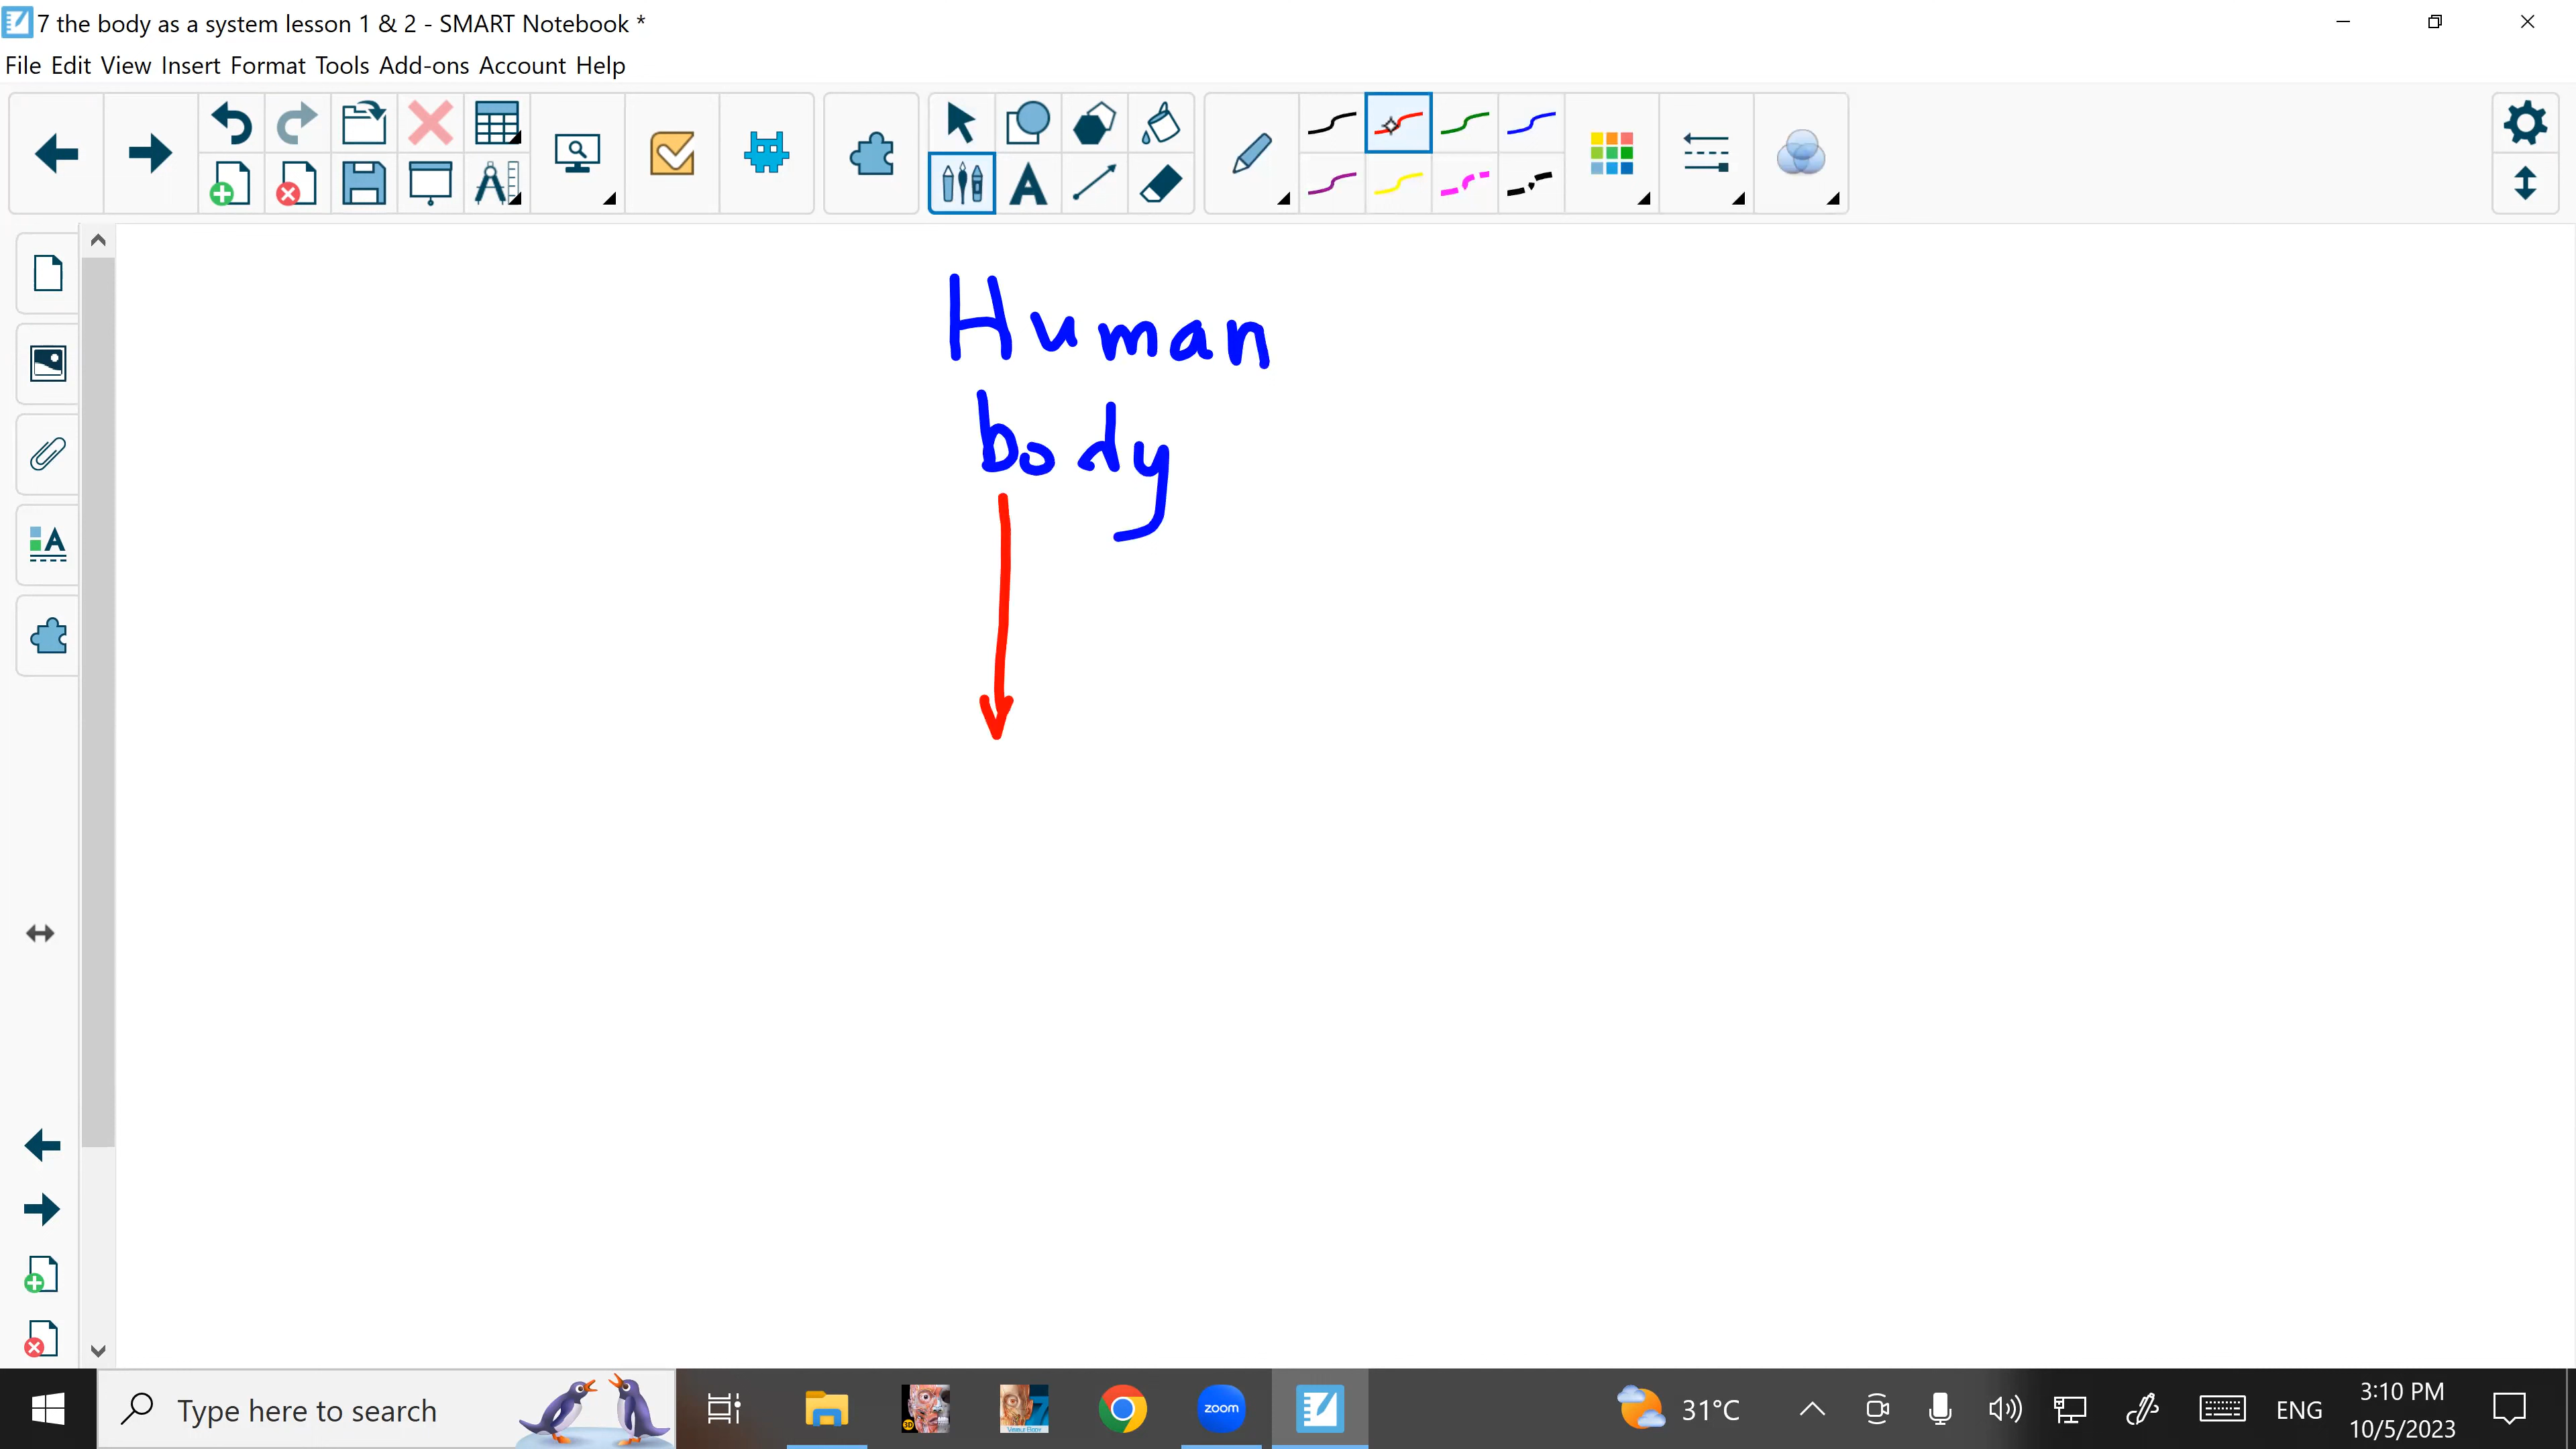 7 the body as a system lesson 1 & 2 - SMART Notebook *
File Edit View Insert Format Tools Add-ons Account Help
Human
body
Type here to search
zoom
31°C
ENG
3:10 PM
10/5/2023